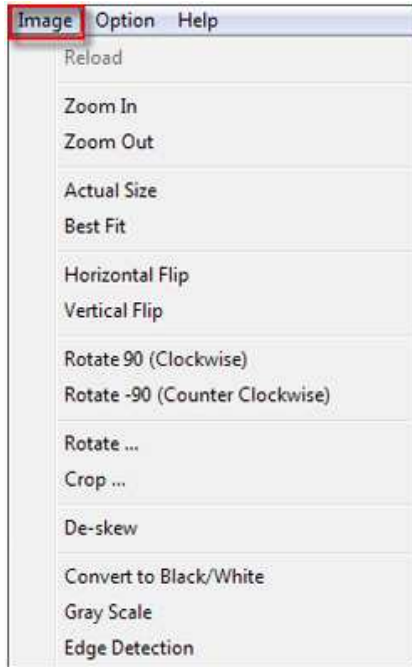 Image Option Help
Reload
Zoom In
Zoom Out
Actual Size
Best Fit
Horizontal Flip
Vertical Flip
Rotate 90 (Clockwise)
Rotate -90 (Counter Clockwise)
Rotate ...
Crop ...
De-skew
Convert to Black/White
Gray Scale
Edge Detection